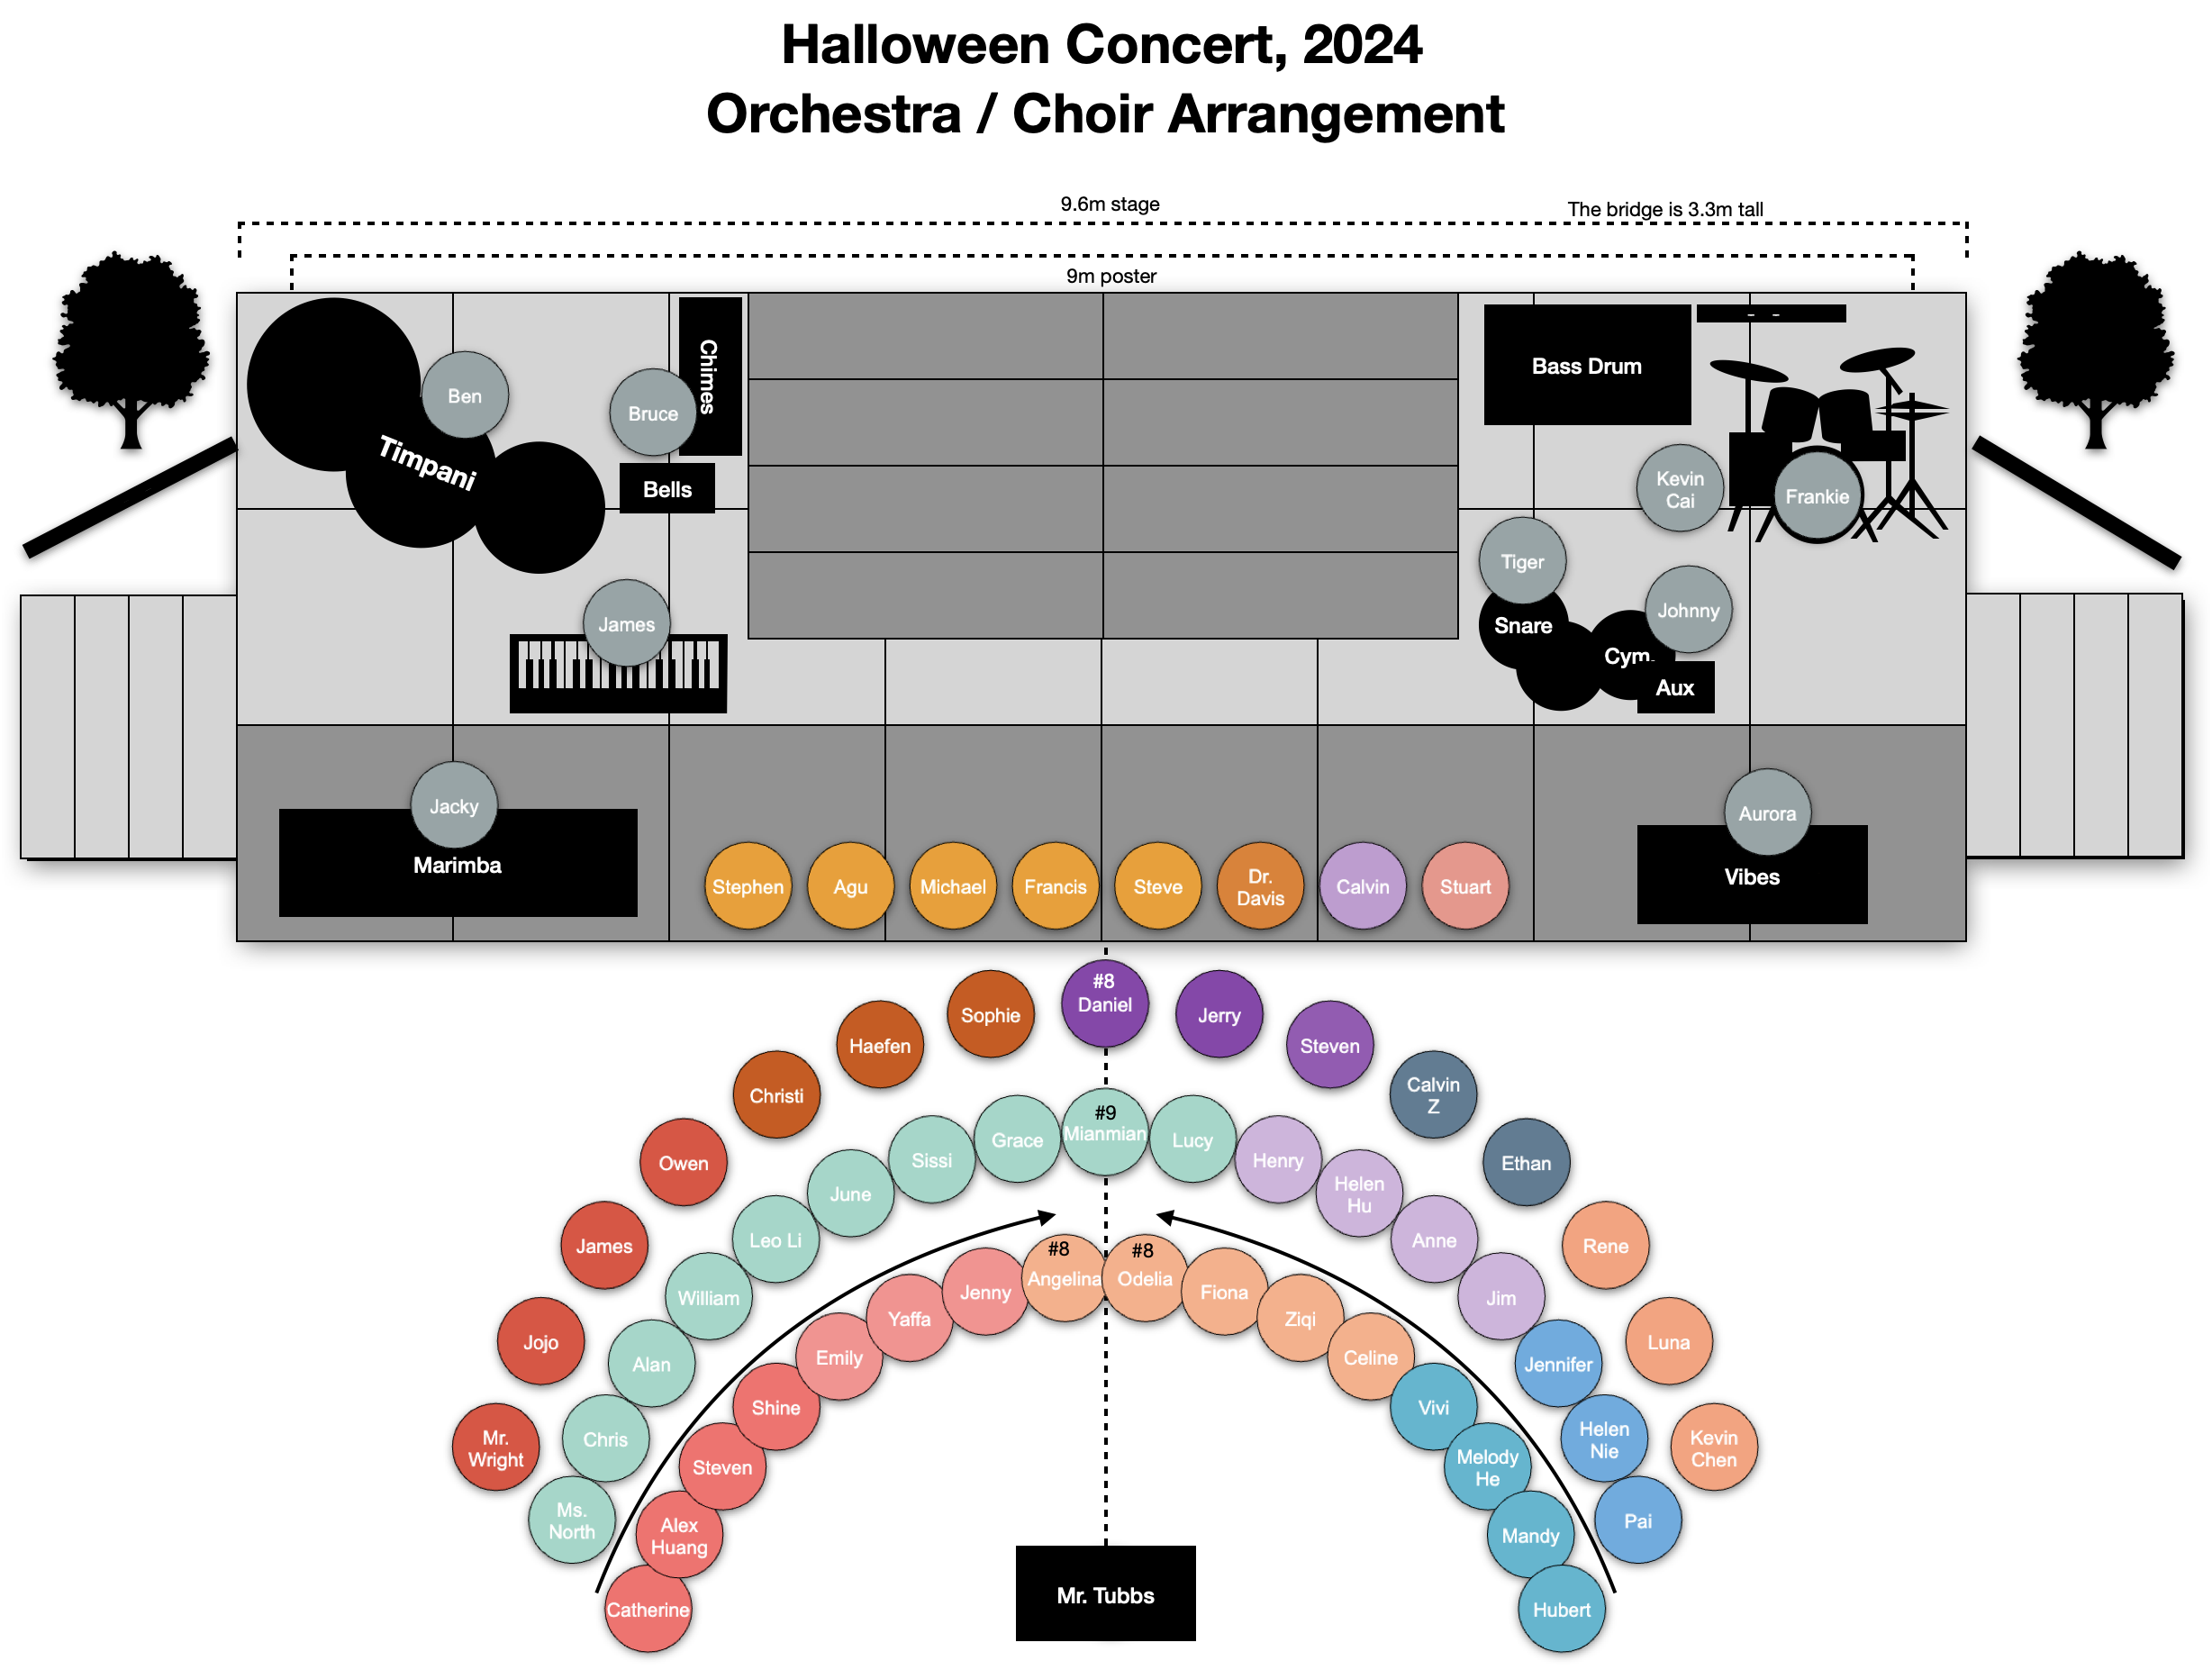 Halloween Concert, 2024
Orchestra / Choir Arrangement
9.6m stage
The bridge is 3.3m tall
9m poster
Chimes
Bass Drum
Ben
Bruce
Timpani
Bells
Kevin
Cai
Frankie
Tiger
James
Johnny
Snare
Cym.
Aux
Jacky
Marimba
Aurora
Vibes
Stephen
Agu
Michael
Francis
Steve
Dr.
Davis
Calvin
Stuart
Mr.
Wright
Jojo
James
Owen
Christi
Haefen
Sophie
#8
Daniel
Jerry
Steven
Calvin
Z
Ethan
Rene
Luna
Kevin
Chen
Ms.
North
Chris
Alan
William
Leo Li
June
Sissi
Grace
#9
Mianmian
Lucy
Henry
Helen
Hu
Anne
Jim
Jennifer
Helen
Nie
Pai
Catherine
Alex
Huang
Steven
Shine
Emily
Yaffa
Jenny
#8
Angelina
#8
Odelia
Fiona
Ziqi
Celine
Vivi
Melody
He
Mandy
Hubert
Mr. Tubbs